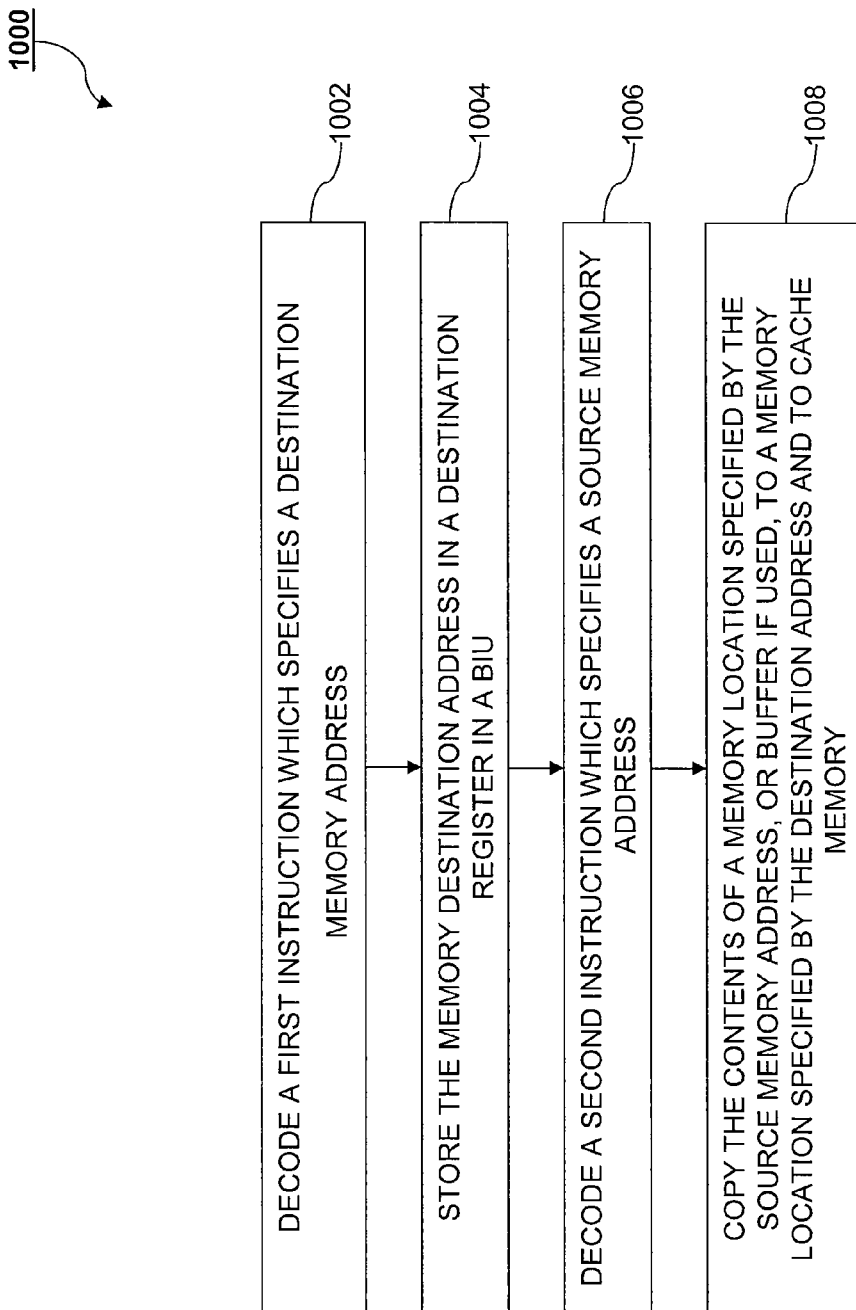 1000
DECODE A FIRST INSTRUCTION WHICH SPECIFIES A DESTINATION
MEMORY ADDRESS
1002
STORE THE MEMORY DESTINATION ADDRESS IN A DESTINATION
REGISTER IN A BIU
1004
DECODE A SECOND INSTRUCTION WHICH SPECIFIES A SOURCE MEMORY
ADDRESS
1006
COPY THE CONTENTS OF A MEMORY LOCATION SPECIFIED BY THE
SOURCE MEMORY ADDRESS, OR BUFFER IF USED, TO A MEMORY
LOCATION SPECIFIED BY THE DESTINATION ADDRESS AND TO CACHE
MEMORY
1008